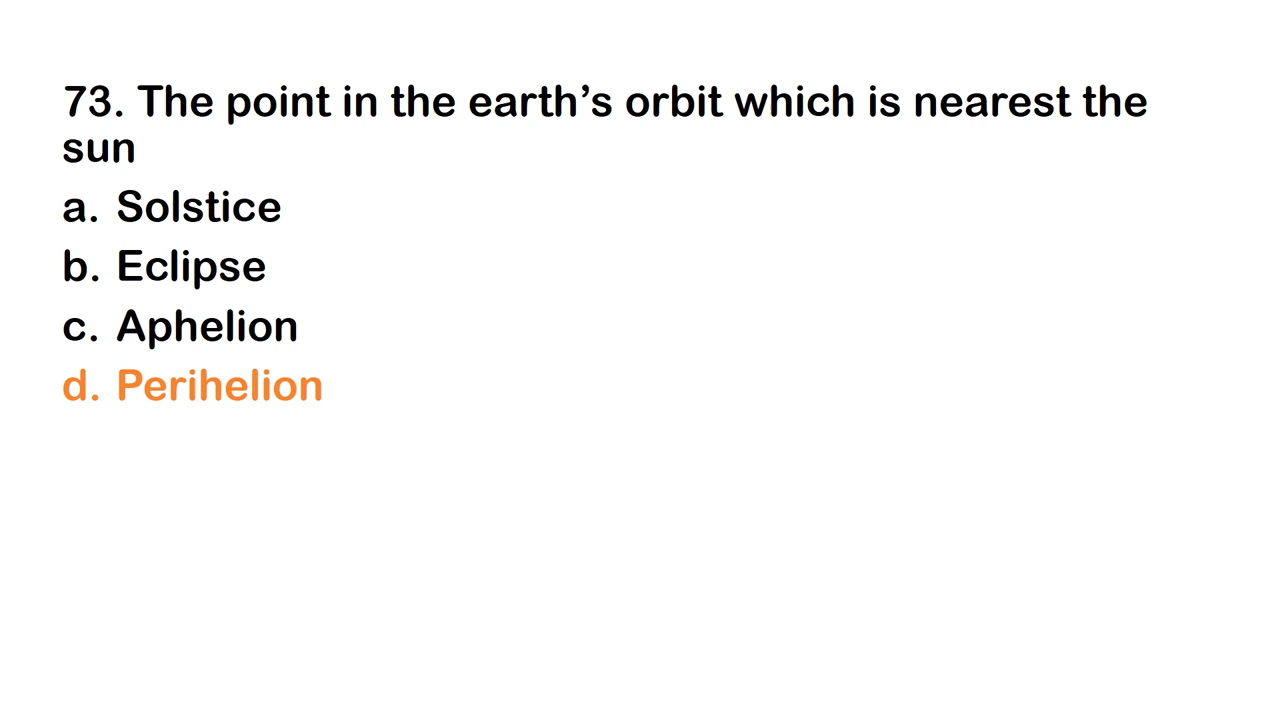 73. The point in the earth’s orbit which is nearest the
sun
a. Solstice
b. Eclipse
c. Aphelion
d. Perihelion